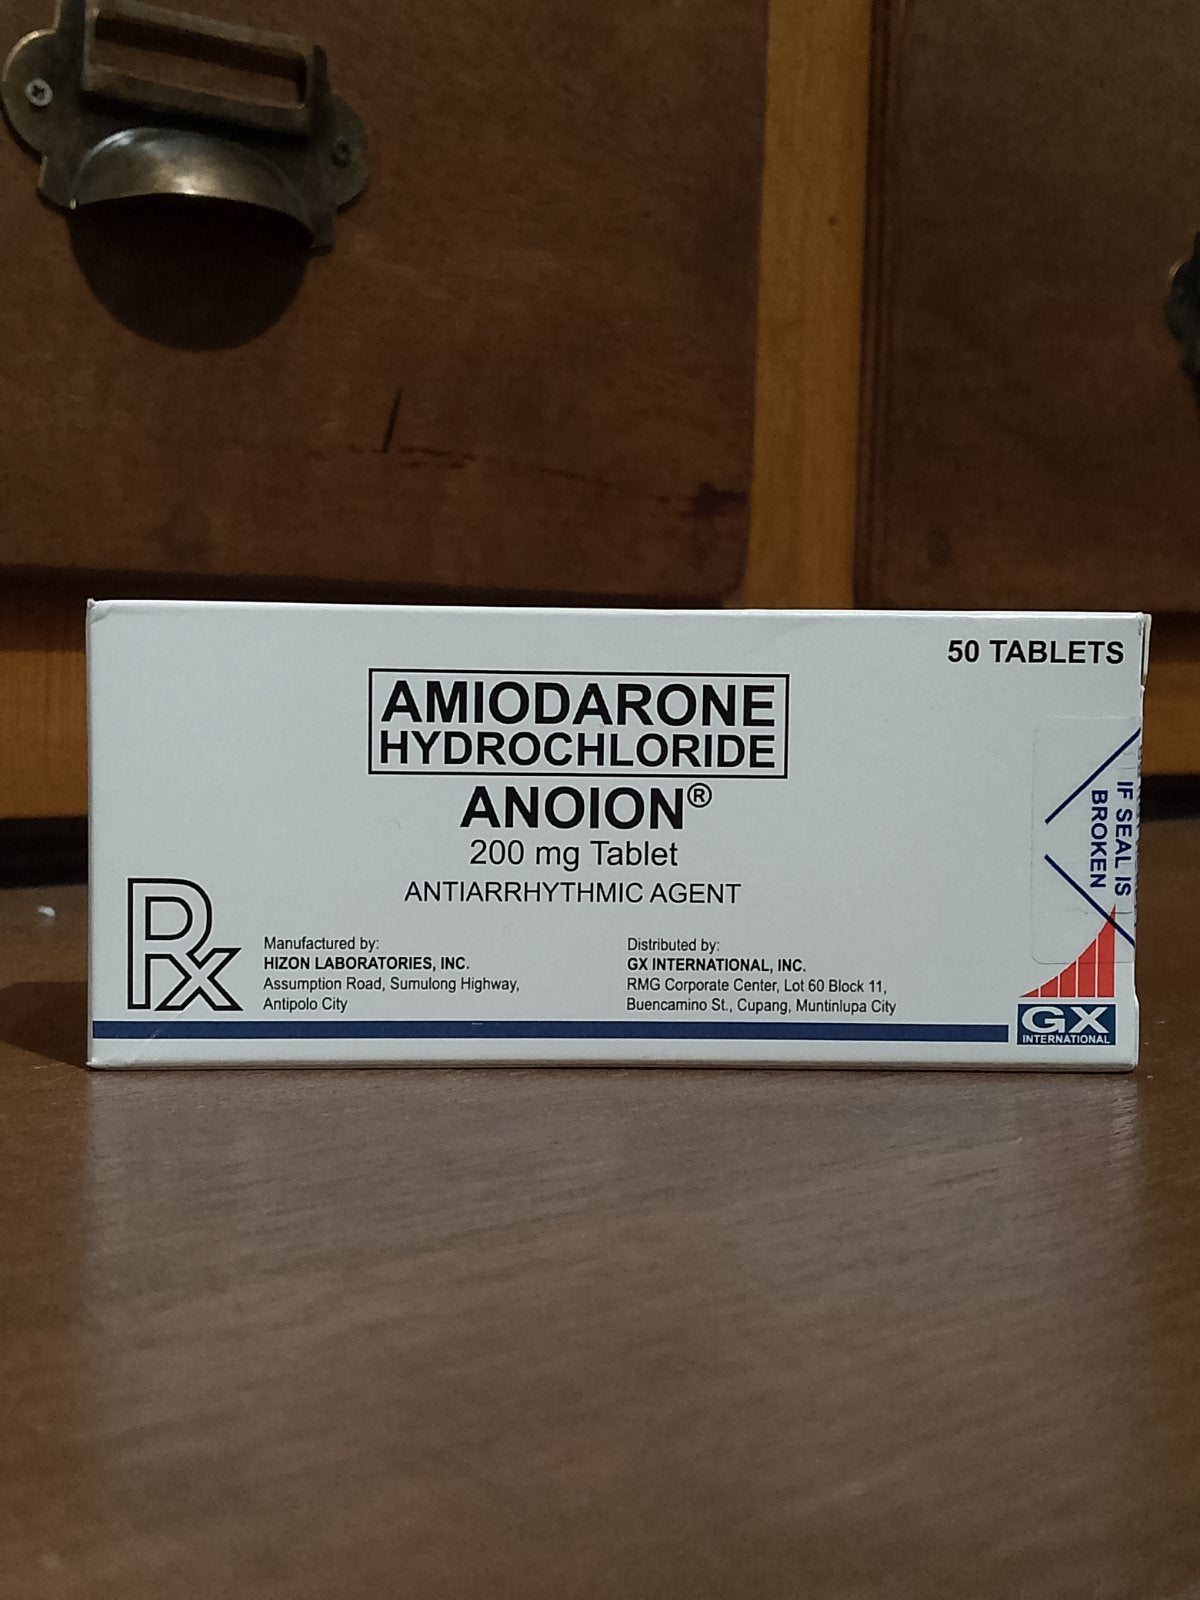 50 TABLETS
AMIODARONE
HYDROCHLORIDE
ANOION®
200 mg Tablet
ANTIARRHYTHMIC AGENT
Rx
Manufactured by:
HIZON LABORATORIES, INC.
Assumption Road, Sumulong Highway,
Antipolo City
Distributed by:
GX INTERNATIONAL, INC.
RMG Corporate Center, Lot 60 Block 11,
Buencamino St., Cupang, Muntinlupa City
IF SEAL IS
BROKEN
GX
INTERNATIONAL